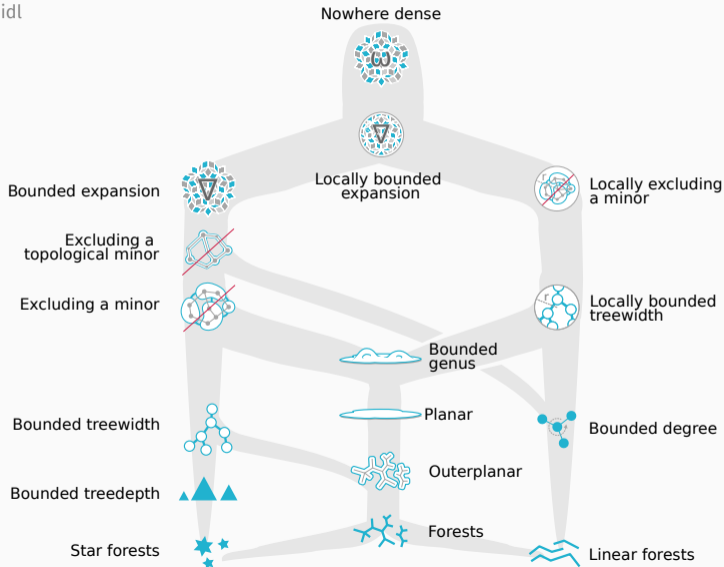 idl
Nowhere dense
ω
∇
Locally bounded
expansion
Bounded expansion
∇
r
Locally excluding
a minor
Excluding a
topological minor
Excluding a minor
r
Locally bounded
treewidth
Bounded
genus
Bounded treewidth
Planar
Bounded degree
Outerplanar
Bounded treedepth
Forests
Star forests
Linear forests